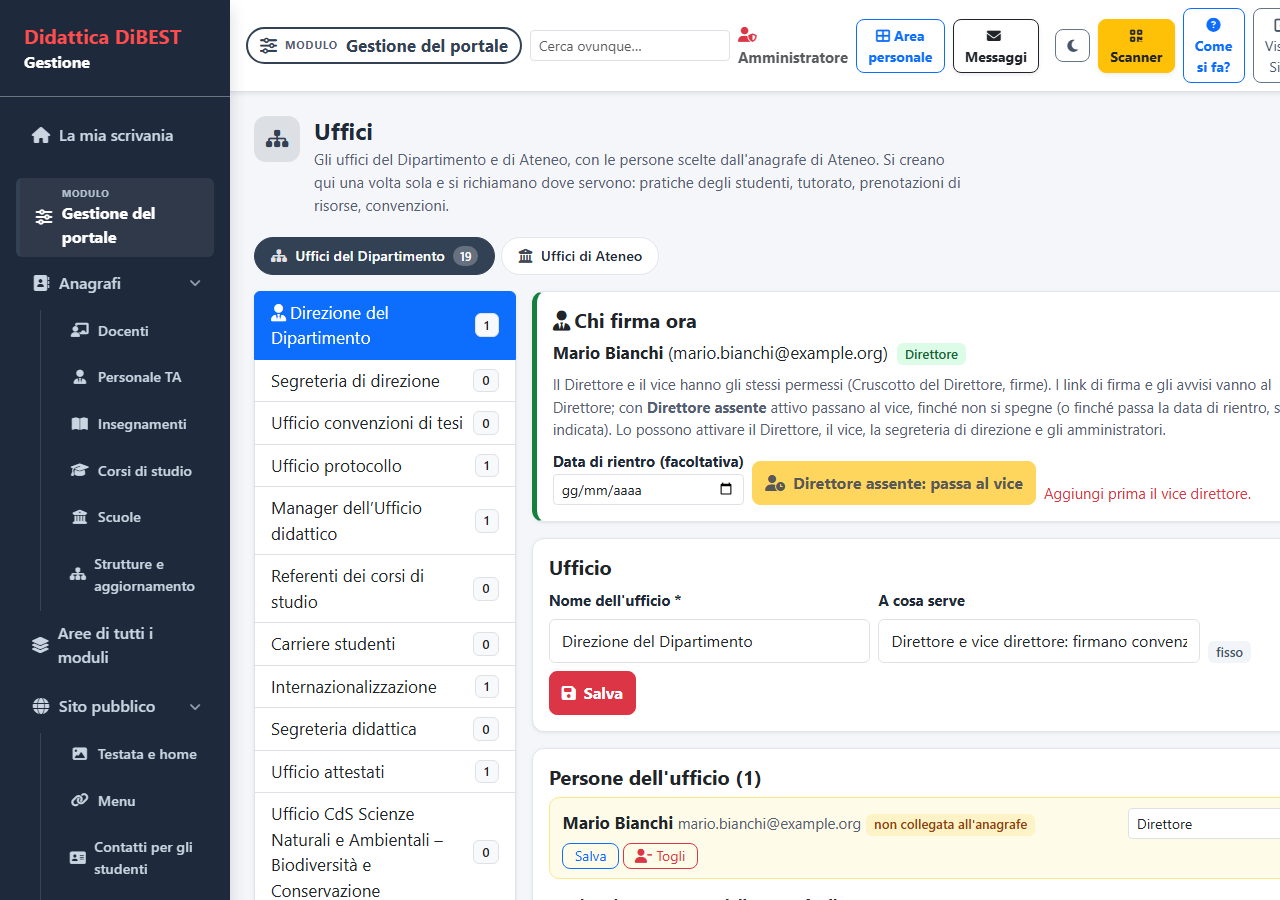 Didattica DiBEST
Gestione
La mia scrivania
MODULO
Gestione del
portale
Anagrafi
Docenti
Personale TA
Insegnamenti
Corsi di studio
Scuole
Strutture e
aggiornamento
Aree di tutti i
moduli
Sito pubblico
Testata e home
Menu
Contatti per gli
studenti
MODULO Gestione del portale
Cerca ovunque...
Amministratore
Area
personale
Messaggi
Scanner
Come
si fa?
Uffici
Gli uffici del Dipartimento e di Ateneo, con le persone scelte dall'anagrafe di Ateneo. Si creano
qui una volta sola e si richiamano dove servono: pratiche degli studenti, tutorato, prenotazioni di
risorse, convenzioni.
Uffici del Dipartimento 19
Uffici di Ateneo
Direzione del
Dipartimento 1
Segreteria di direzione 0
Ufficio convenzioni di tesi 0
Ufficio protocollo 1
Manager dell’Ufficio
didattico 1
Referenti dei corsi di
studio 0
Carriere studenti 0
Internazionalizzazione 1
Segreteria didattica 0
Ufficio attestati 1
Ufficio CdS Scienze
Naturali e Ambientali –
Biodiversità e
Conservazione 0
Chi firma ora
Mario Bianchi (mario.bianchi@example.org) Direttore
Il Direttore e il vice hanno gli stessi permessi (Cruscotto del Direttore, firme). I link di firma e gli avvisi vanno al
Direttore; con Direttore assente attivo passano al vice, finché non si spegne (o finché passa la data di rientro, s
indicata). Lo possono attivare il Direttore, il vice, la segreteria di direzione e gli amministratori.
Data di rientro (facoltativa)
gg/mm/aaaa
Direttore assente: passa al vice
Aggiungi prima il vice direttore.
Ufficio
Nome dell'ufficio *
A cosa serve
Direzione del Dipartimento
Direttore e vice direttore: firmano convenz
fisso
Salva
Persone dell'ufficio (1)
Mario Bianchi mario.bianchi@example.org non collegata all'anagrafe
Direttore
Salva
Togli